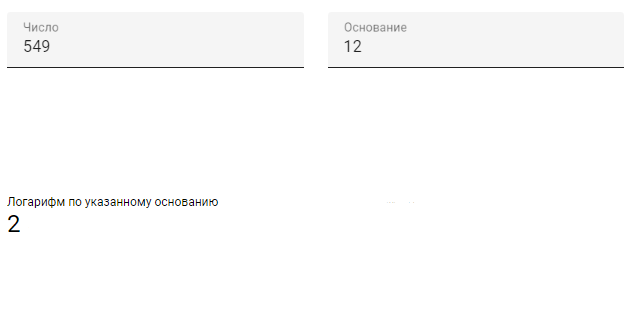 Число
549
Основание
12
Логарифм по указанному основанию
2